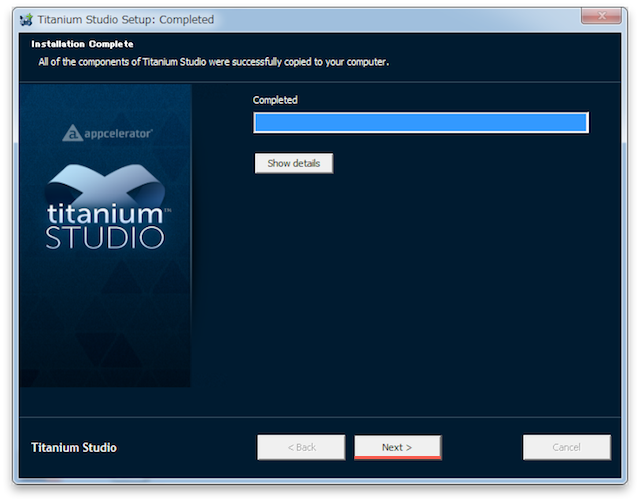 Titanium Studio Setup: Completed
Installation Complete
All of the components of Titanium Studio were successfully copied to your computer.
Completed
Show details
appcelerator®
titanium™
STUDIO
Titanium Studio
< Back
Next >
Cancel